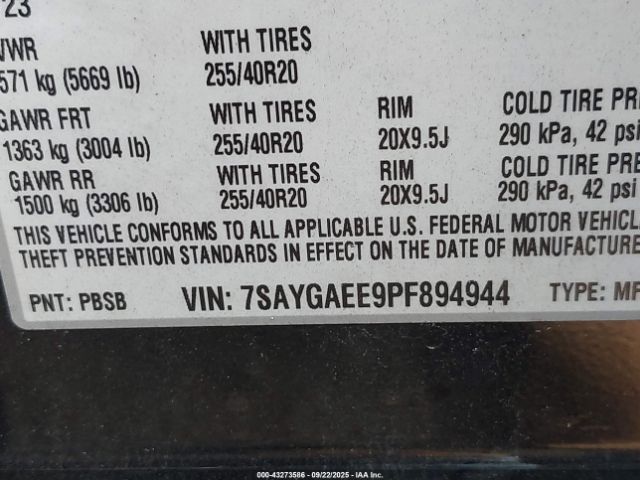 23
VWR WITH TIRES
571 kg (5669 lb) 255/40R20
GAWR FRT WITH TIRES RIM COLD TIRE PRE
1363 kg (3004 lb) 255/40R20 20X9.5J 290 kPa, 42 psi
GAWR RR WITH TIRES RIM COLD TIRE PRE
1500 kg (3306 lb) 255/40R20 20X9.5J 290 kPa, 42 psi
THIS VEHICLE CONFORMS TO ALL APPLICABLE U.S. FEDERAL MOTOR VEHICL
THEFT PREVENTION STANDARDS IN EFFECT ON THE DATE OF MANUFACTURE
PNT: PBSB VIN: 7SAYGAEE9PF894944 TYPE: MF
000-43273586 - 09/22/2025 - IAA Inc.